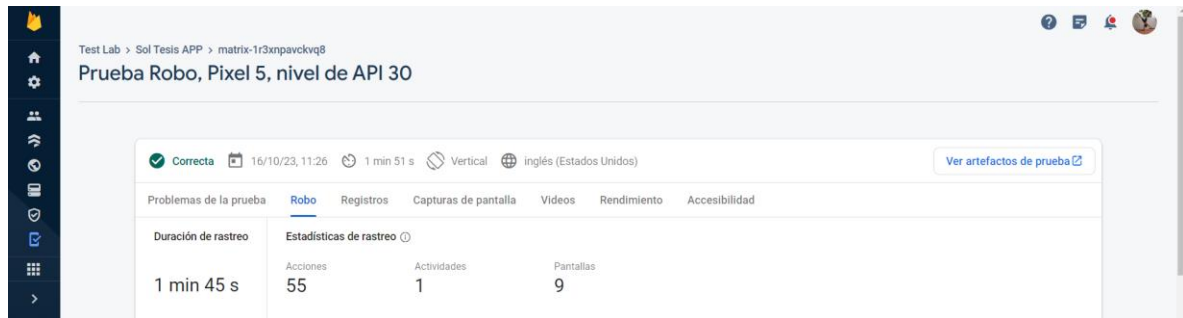 Test Lab > Sol Tesis APP > matrix-1r3xnpavckvq8
Prueba Robo, Pixel 5, nivel de API 30
Correcta 16/10/23, 11:26 1 min 51 s Vertical inglés (Estados Unidos) Ver artefactos de prueba
Problemas de la prueba Robo Registros Capturas de pantalla Videos Rendimiento Accesibilidad
Duración de rastreo Estadísticas de rastreo
Acciones Actividades Pantallas
1 min 45 s 55 1 9